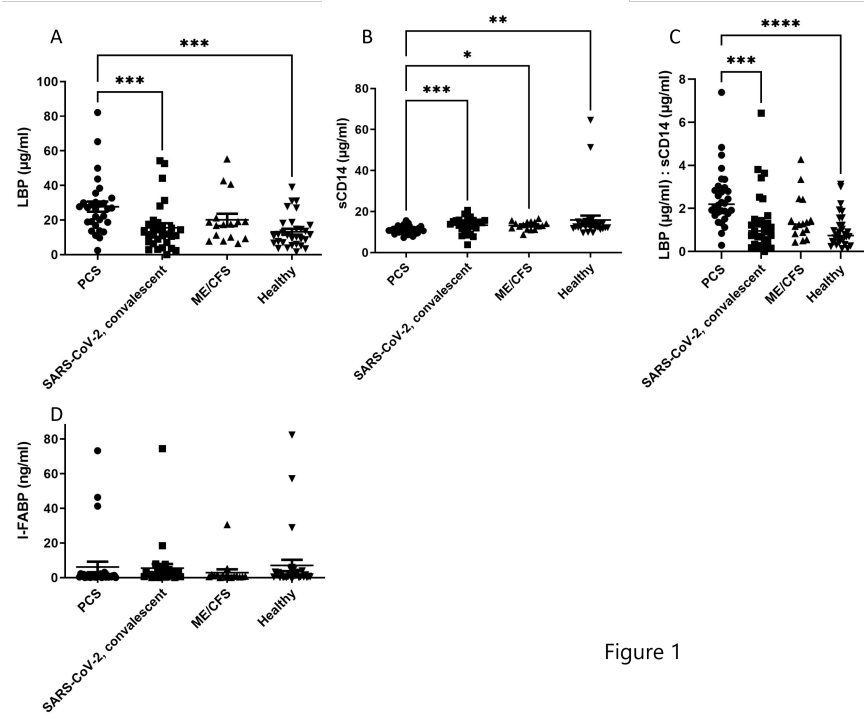 A
***
***
100
80
60
40
20
0
LBP (µg/ml)
PCS
SARS-CoV-2, convalescent
ME/CFS
Healthy
B
**
*
***
80
60
40
20
0
sCD14 (µg/ml)
PCS
SARS-CoV-2, convalescent
ME/CFS
Healthy
C
****
***
8
6
4
2
0
LBP (µg/ml) : sCD14 (µg/ml)
PCS
SARS-CoV-2, convalescent
ME/CFS
Healthy
D
80
60
40
20
0
I-FABP (ng/ml)
PCS
SARS-CoV-2, convalescent
ME/CFS
Healthy
Figure 1